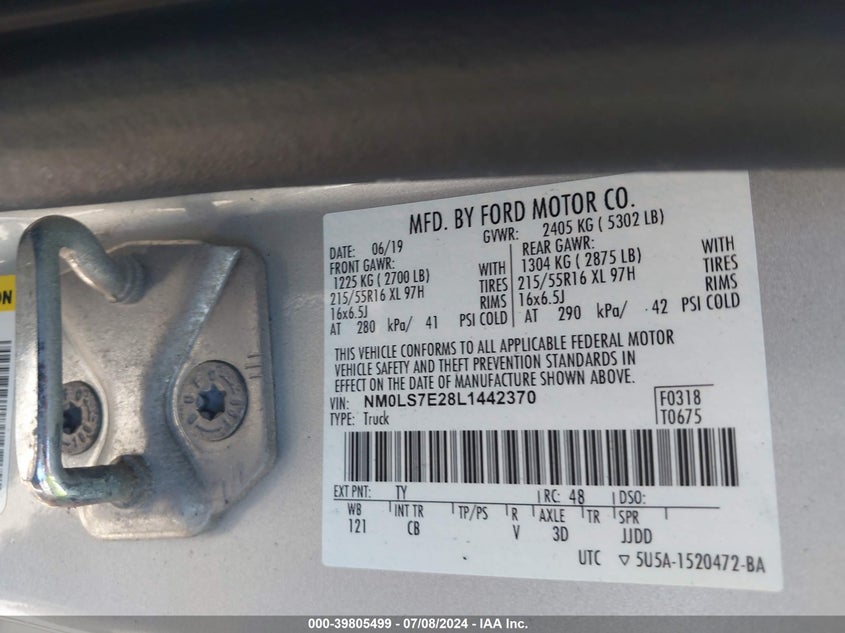 MFD. BY FORD MOTOR CO.
DATE: 06/19 GVWR: 2405 KG ( 5302 LB)
FRONT GAWR: REAR GAWR:
1225 KG ( 2700 LB) WITH 1304 KG ( 2875 LB) WITH
215/55R16 XL 97H TIRES 215/55R16 XL 97H TIRES
16x6.5J RIMS 16x6.5J RIMS
AT 280 kPa/ 41 PSI COLD AT 290 kPa/ 42 PSI COLD
THIS VEHICLE CONFORMS TO ALL APPLICABLE FEDERAL MOTOR
VEHICLE SAFETY AND THEFT PREVENTION STANDARDS IN
EFFECT ON THE DATE OF MANUFACTURE SHOWN ABOVE.
VIN: NM0LS7E28L1442370 F0318
TYPE: Truck T0675
EXT PNT: TY RC: 48 DSO:
WB INT TR TP/PS R AXLE TR SPR
121 CB V 3D JJDD
UTC ▽ 5U5A-1520472-BA
ON
000-39805499 - 07/08/2024 - IAA Inc.